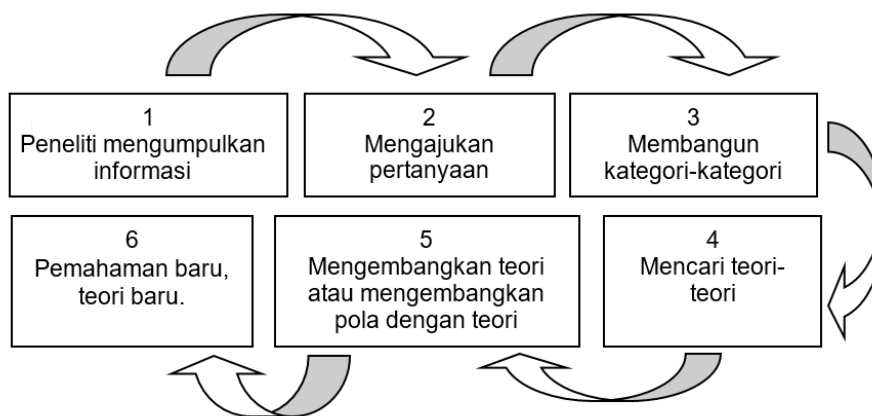 1
Peneliti mengumpulkan
informasi
2
Mengajukan
pertanyaan
3
Membangun
kategori-kategori
4
Mencari teori-
teori
5
Mengembangkan teori
atau mengembangkan
pola dengan teori
6
Pemahaman baru,
teori baru.